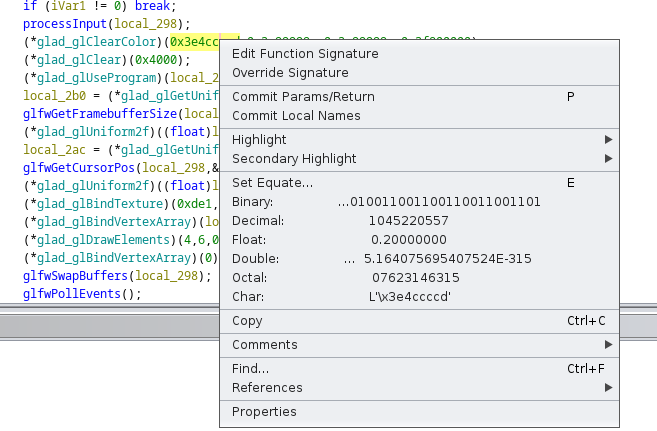 if (iVar1 != 0) break;
processInput(local_298);
(*glad_glClearColor)(0x3e4cc
(*glad_glClear)(0x4000);
(*glad_glUseProgram)(local_2
local_2b0 = (*glad_glGetUnif
glfwGetFramebufferSize(local
(*glad_glUniform2f)((float)l
local_2ac = (*glad_glGetUnif
glfwGetCursorPos(local_298,&
(*glad_glUniform2f)((float)l
(*glad_glBindTexture)(0xde1,
(*glad_glBindVertexArray)(lo
(*glad_glDrawElements)(4,6,0
(*glad_glBindVertexArray)(0)
glfwSwapBuffers(local_298);
glfwPollEvents();
Edit Function Signature
Override Signature
Commit Params/Return P
Commit Local Names
Highlight
Secondary Highlight
Set Equate... E
Binary: ...010011001100110011001101
Decimal: 1045220557
Float: 0.20000000
Double: ... 5.164075695407524E-315
Octal: 07623146315
Char: L'\x3e4ccccd'
Copy Ctrl+C
Comments
Find... Ctrl+F
References
Properties